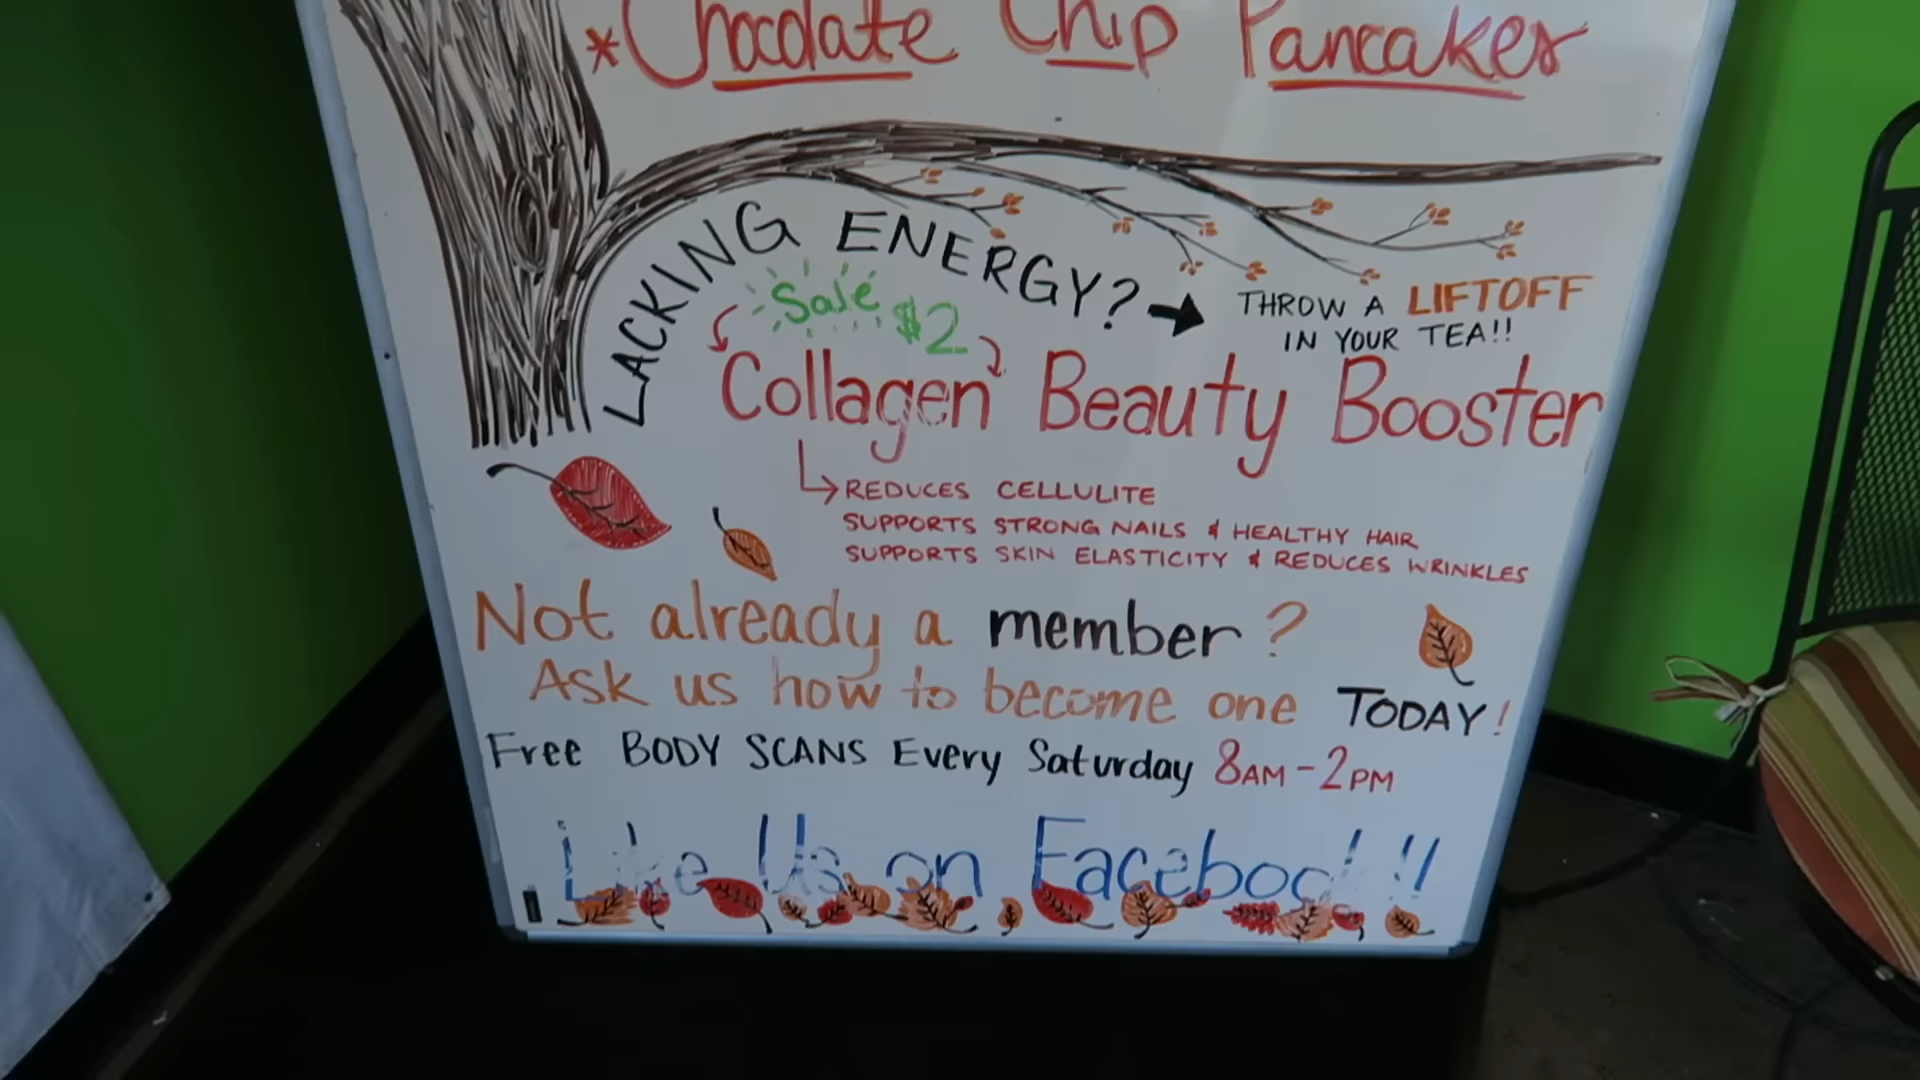 *Chocolate Chip Pancakes
LACKING ENERGY?
THROW A LIFTOFF
IN YOUR TEA!!
Sale $2
Collagen Beauty Booster
REDUCES CELLULITE
SUPPORTS STRONG NAILS & HEALTHY HAIR
SUPPORTS SKIN ELASTICITY & REDUCES WRINKLES
Not already a member?
Ask us how to become one TODAY!
Free BODY SCANS Every Saturday 8AM-2PM
Like Us on Facebook!!